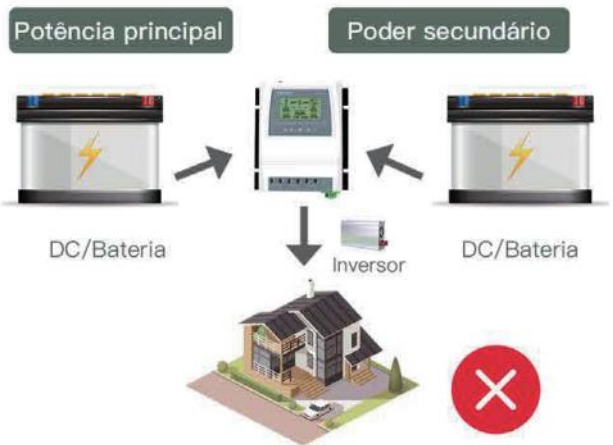 Potência principal
Poder secundário
DC/Bateria
Inversor
DC/Bateria